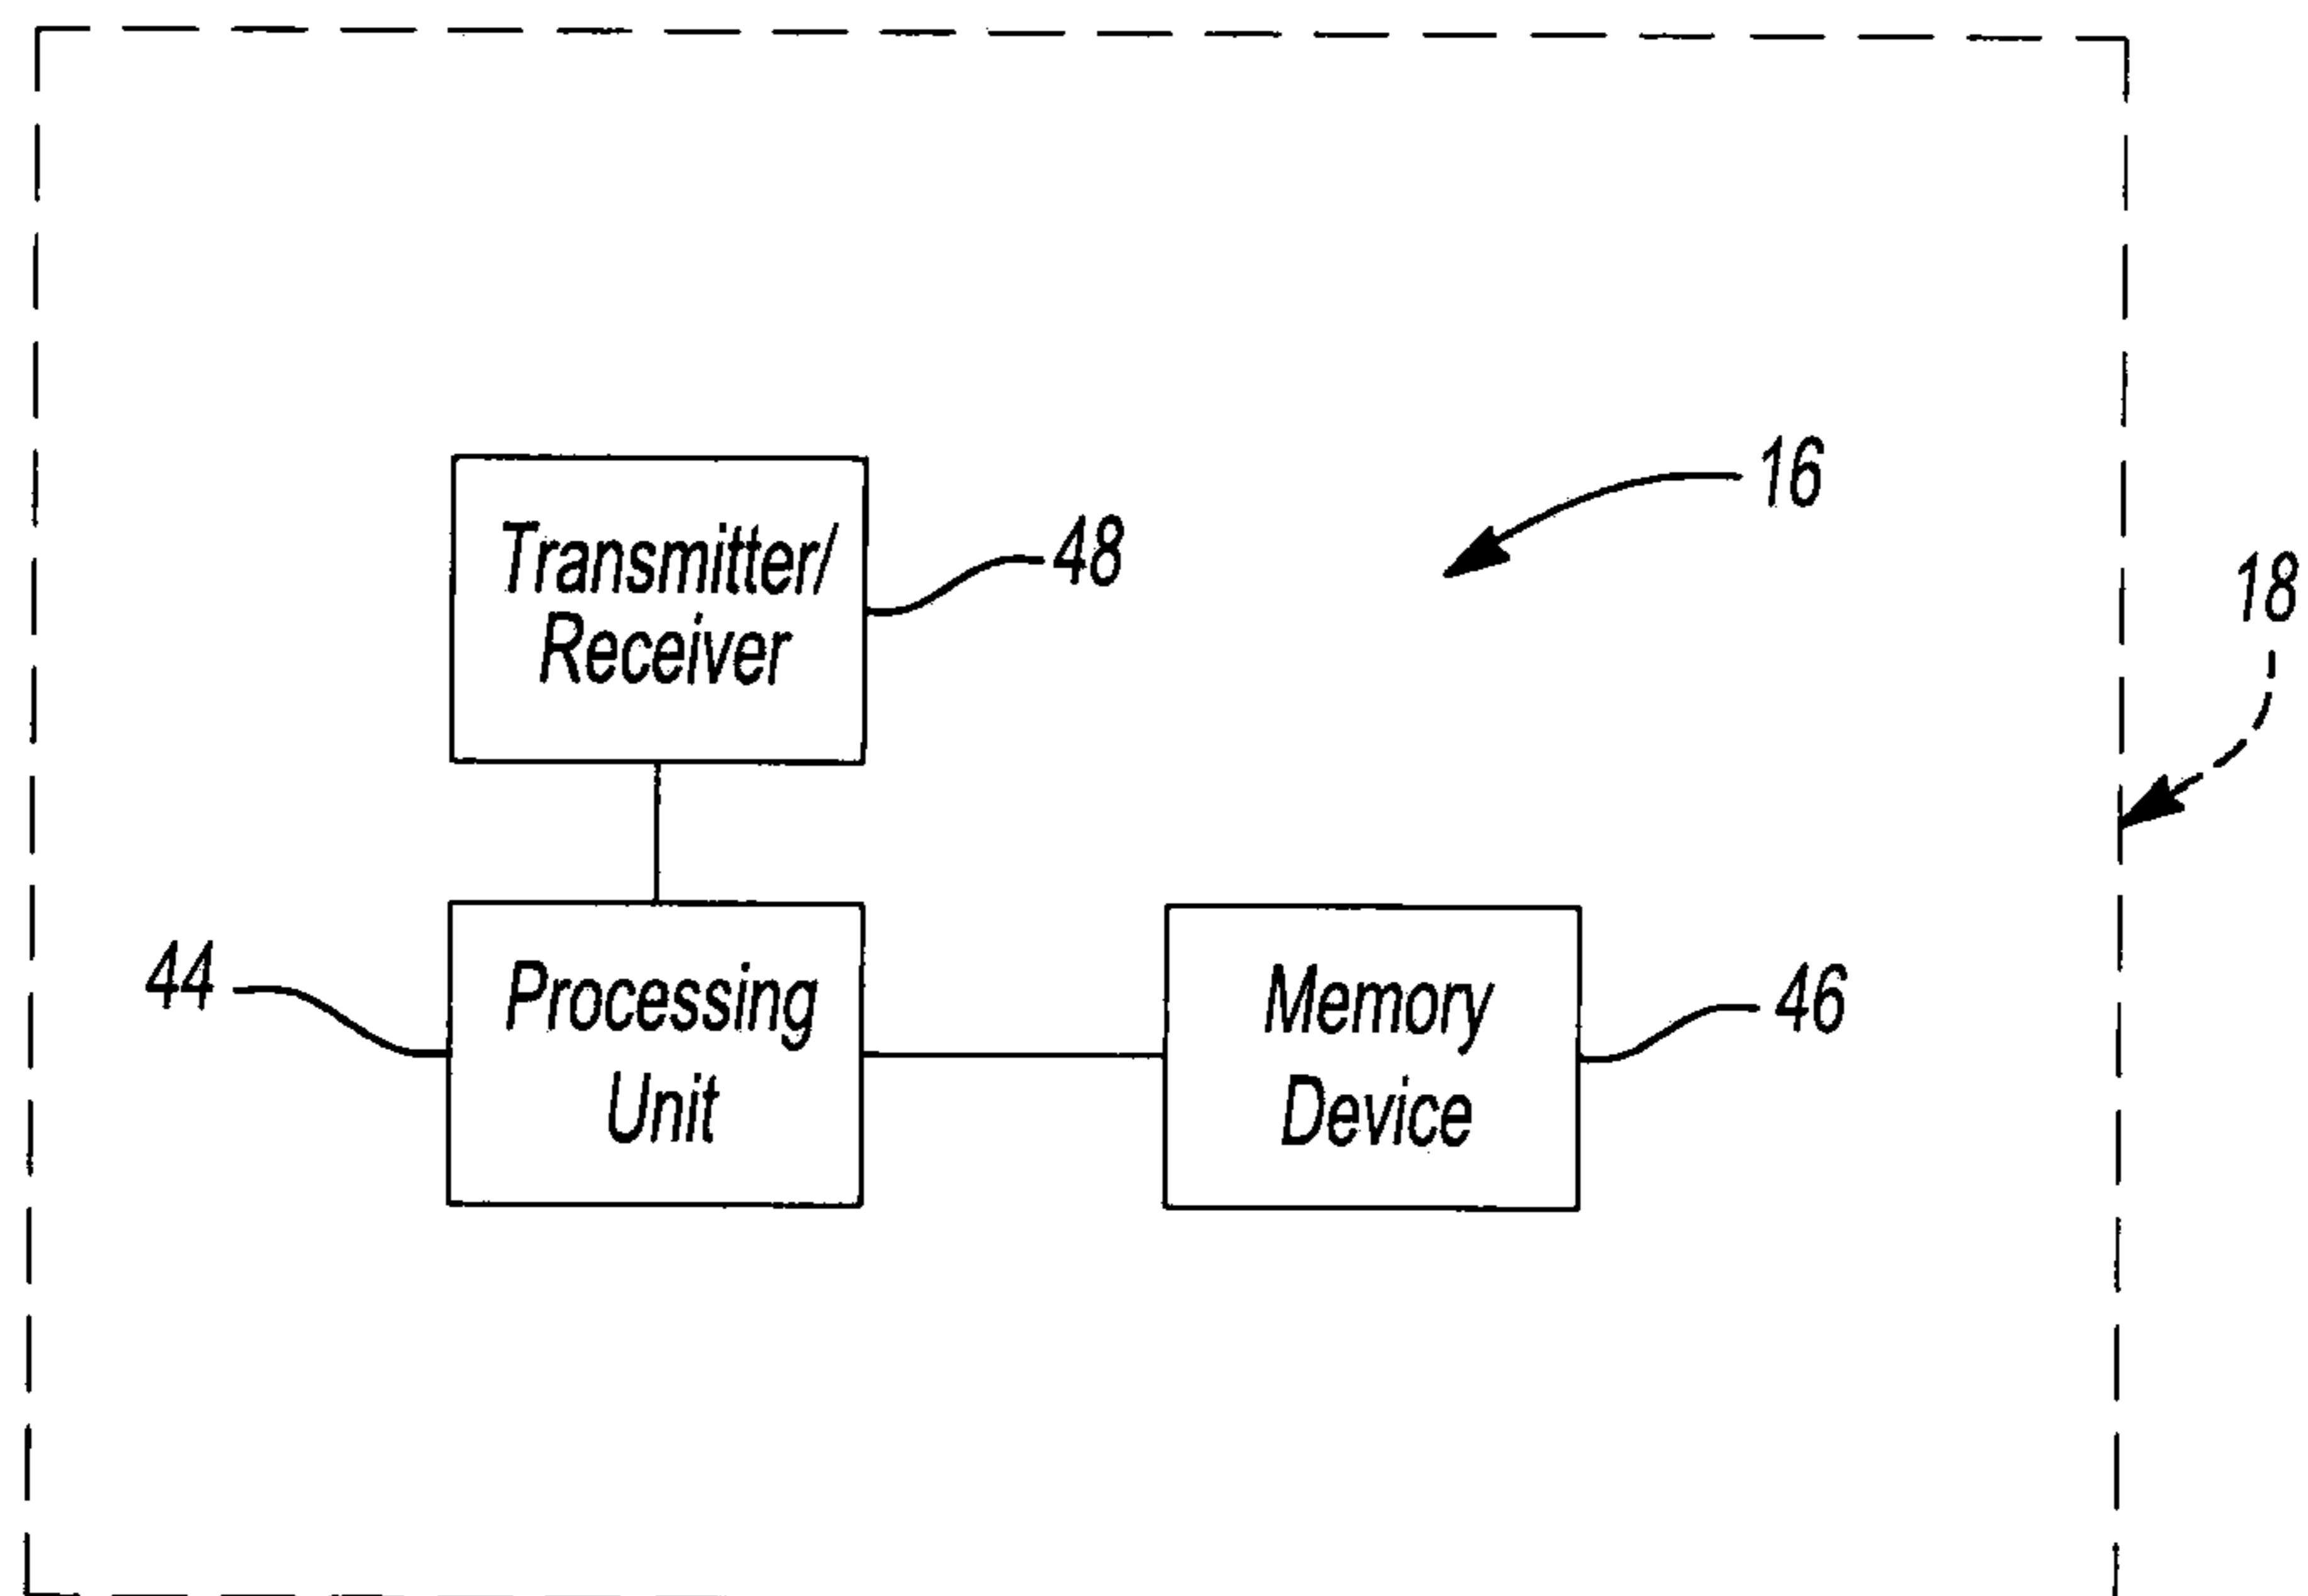 16
Transmitter/
Receiver
48
18
44
Processing
Unit
Memory
Device
46